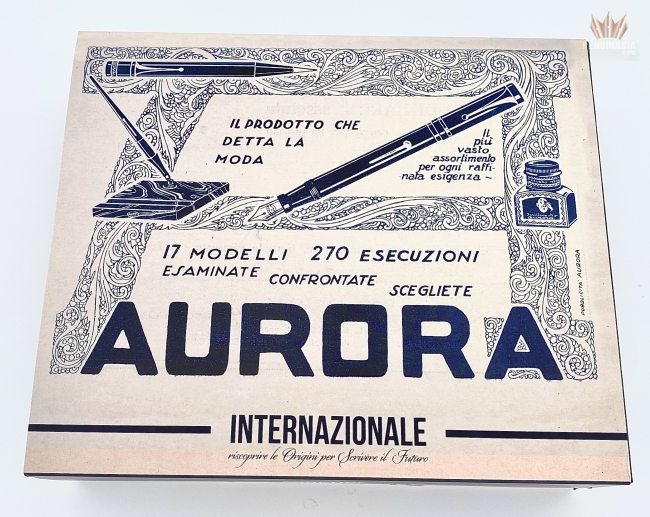 IL PRODOTTO CHE
DETTA LA
MODA
IL
più
vasto
assortimento
per ogni raffi-
nata esigenza -
17 MODELLI 270 ESECUZIONI
ESAMINATE CONFRONTATE
SCEGLIETE
PUBBLICITÀ AURORA
AURORA
INTERNAZIONALE
riscoprire le Origini per Scrivere il Futuro